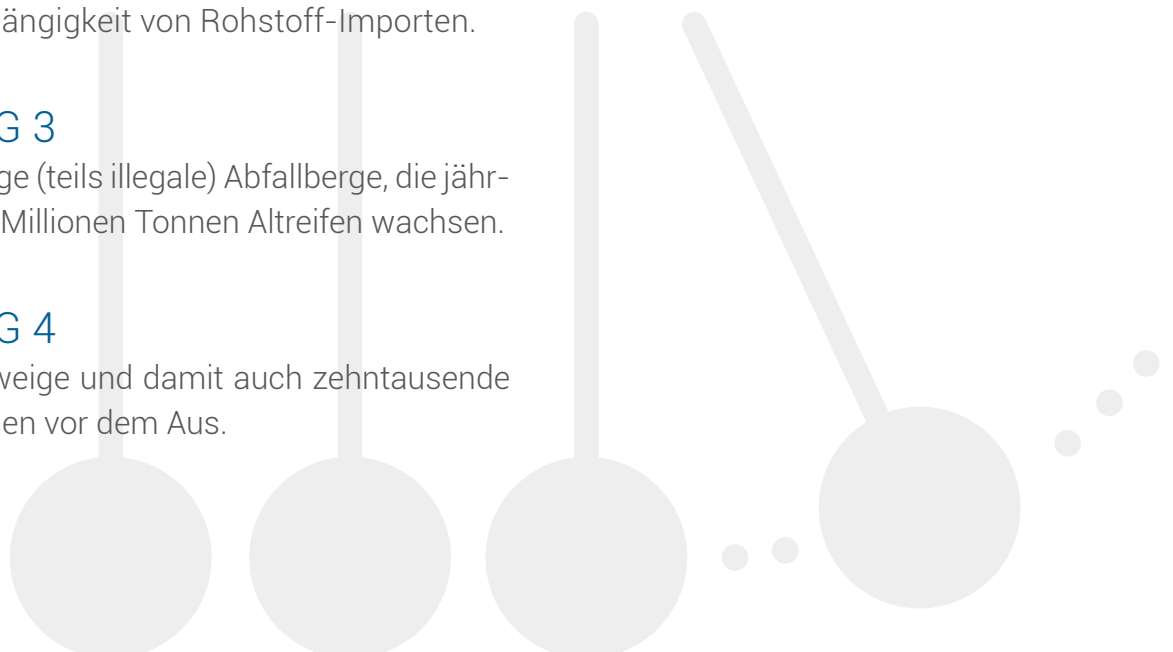 ängigkeit von Rohstoff-Importen.
G 3
ge (teils illegale) Abfallberge, die jähr-
Millionen Tonnen Altreifen wachsen.
G 4
weige und damit auch zehntausende
en vor dem Aus.